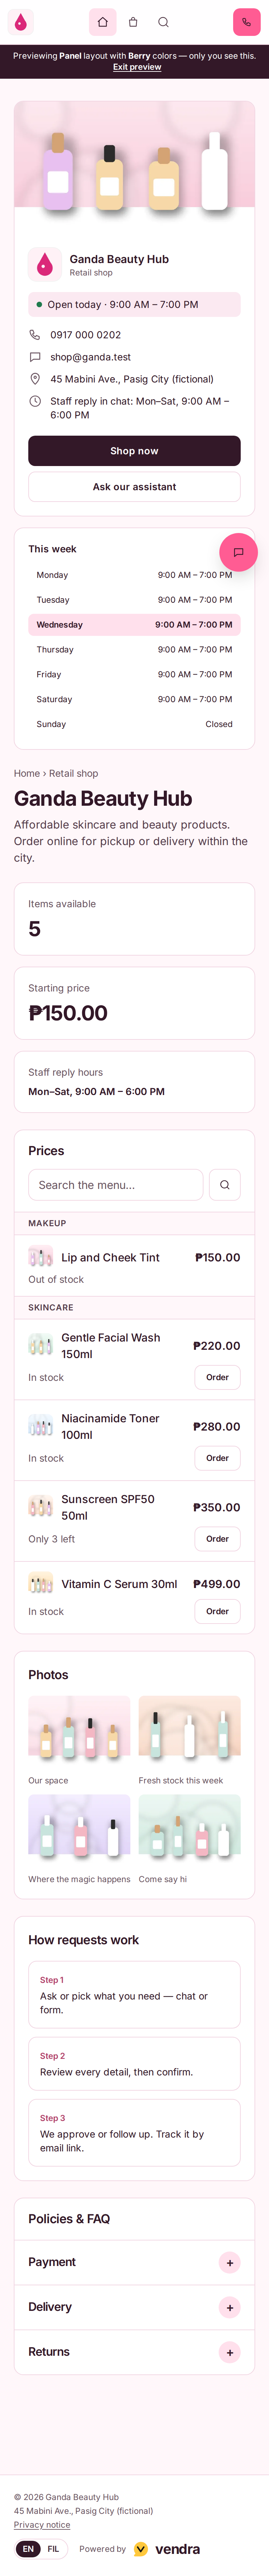 Previewing Panel layout with Berry colors — only you see this.
Exit preview
Ganda Beauty Hub
Retail shop
Open today · 9:00 AM – 7:00 PM
0917 000 0202
shop@ganda.test
45 Mabini Ave., Pasig City (fictional)
Staff reply in chat: Mon–Sat, 9:00 AM –
6:00 PM
Shop now
Ask our assistant
This week
Monday 9:00 AM – 7:00 PM
Tuesday 9:00 AM – 7:00 PM
Wednesday 9:00 AM – 7:00 PM
Thursday 9:00 AM – 7:00 PM
Friday 9:00 AM – 7:00 PM
Saturday 9:00 AM – 7:00 PM
Sunday Closed
Home › Retail shop
Ganda Beauty Hub
Affordable skincare and beauty products.
Order online for pickup or delivery within the
city.
Items available
5
Starting price
₱150.00
Staff reply hours
Mon–Sat, 9:00 AM – 6:00 PM
Prices
Search the menu...
MAKEUP
Lip and Cheek Tint ₱150.00
Out of stock
SKINCARE
Gentle Facial Wash
150ml
₱220.00
In stock Order
Niacinamide Toner
100ml
₱280.00
In stock Order
Sunscreen SPF50
50ml
₱350.00
Only 3 left Order
Vitamin C Serum 30ml ₱499.00
In stock Order
Photos
Our space Fresh stock this week
Where the magic happens Come say hi
How requests work
Step 1
Ask or pick what you need — chat or
form.
Step 2
Review every detail, then confirm.
Step 3
We approve or follow up. Track it by
email link.
Policies & FAQ
Payment +
Delivery +
Returns +
© 2026 Ganda Beauty Hub
45 Mabini Ave., Pasig City (fictional)
Privacy notice
EN FIL Powered by vendra